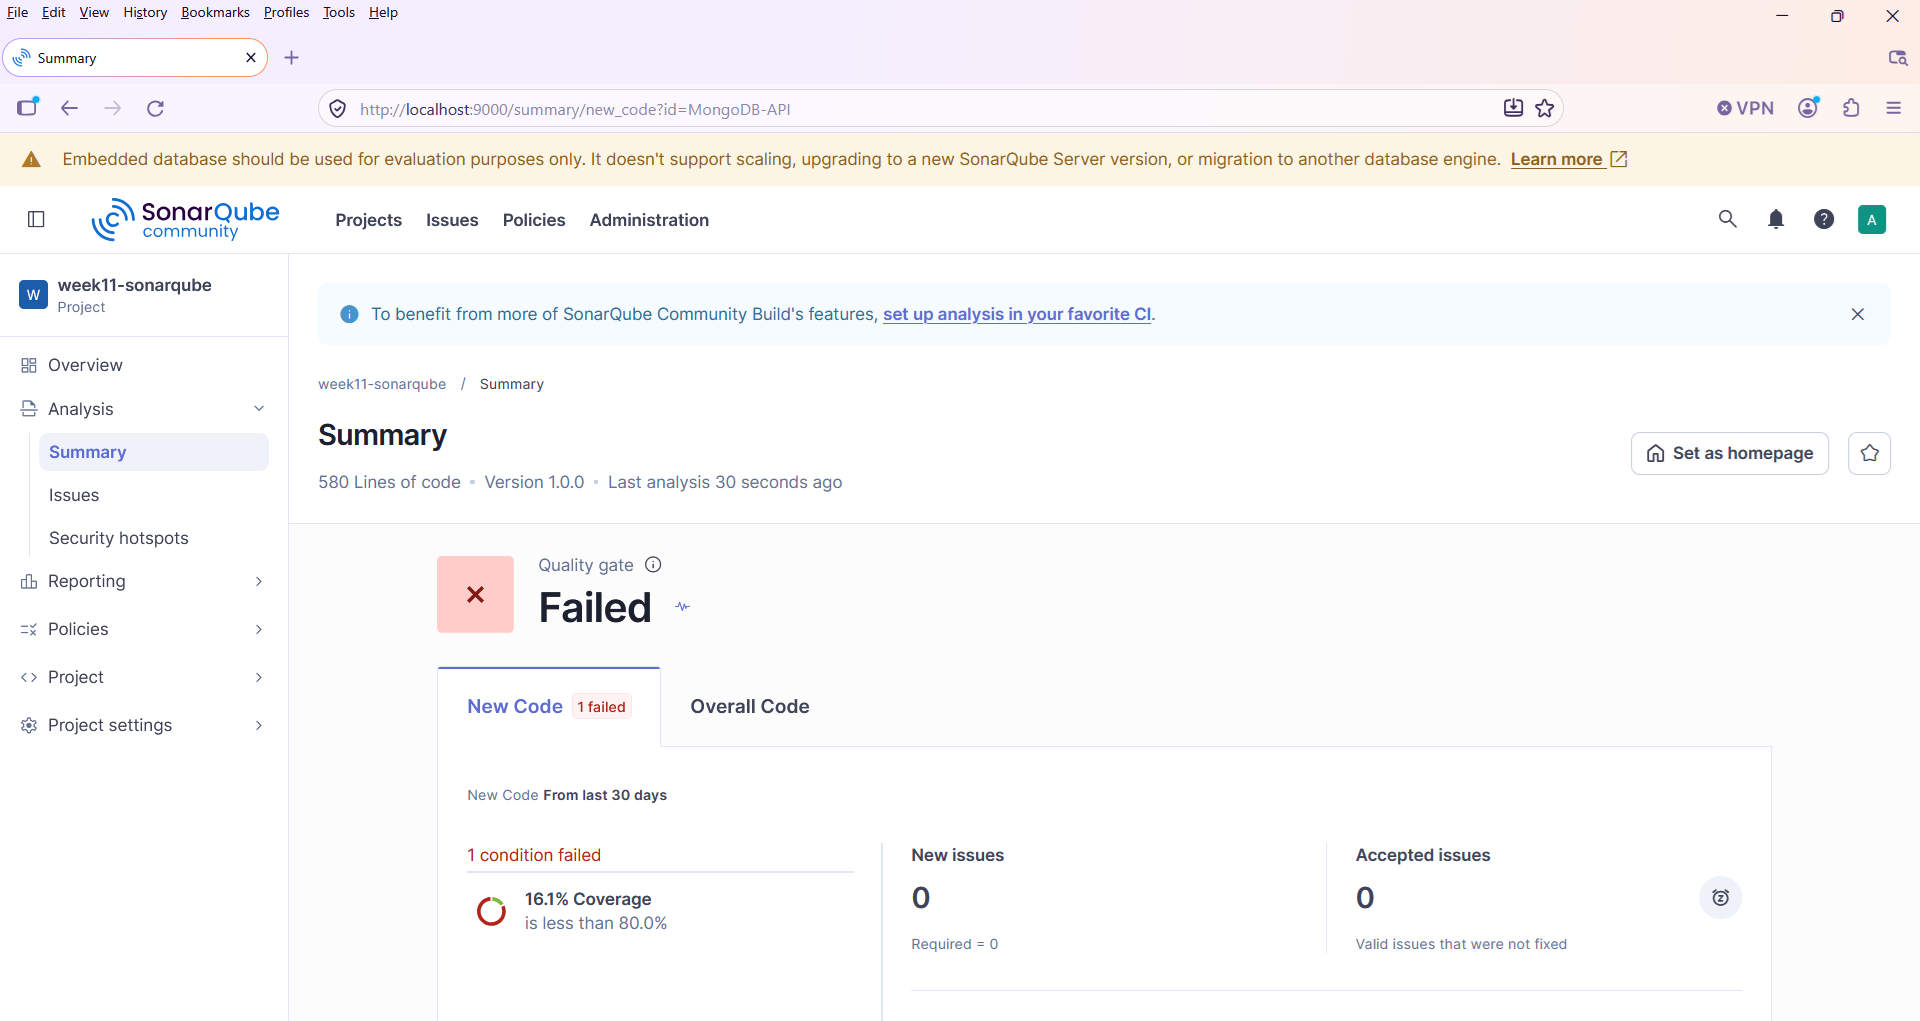 File Edit View History Bookmarks Profiles Tools Help
Summary
http://localhost:9000/summary/new_code?id=MongoDB-API
VPN
Embedded database should be used for evaluation purposes only. It doesn't support scaling, upgrading to a new SonarQube Server version, or migration to another database engine. Learn more
SonarQube
community
Projects Issues Policies Administration
A
W
week11-sonarqube
Project
Overview
Analysis
Summary
Issues
Security hotspots
Reporting
Policies
Project
Project settings
To benefit from more of SonarQube Community Build's features, set up analysis in your favorite CI.
week11-sonarqube / Summary
Summary
Set as homepage
580 Lines of code • Version 1.0.0 • Last analysis 30 seconds ago
Quality gate
Failed
New Code 1 failed
Overall Code
New Code From last 30 days
1 condition failed
16.1% Coverage
is less than 80.0%
New issues
0
Required = 0
Accepted issues
0
Valid issues that were not fixed